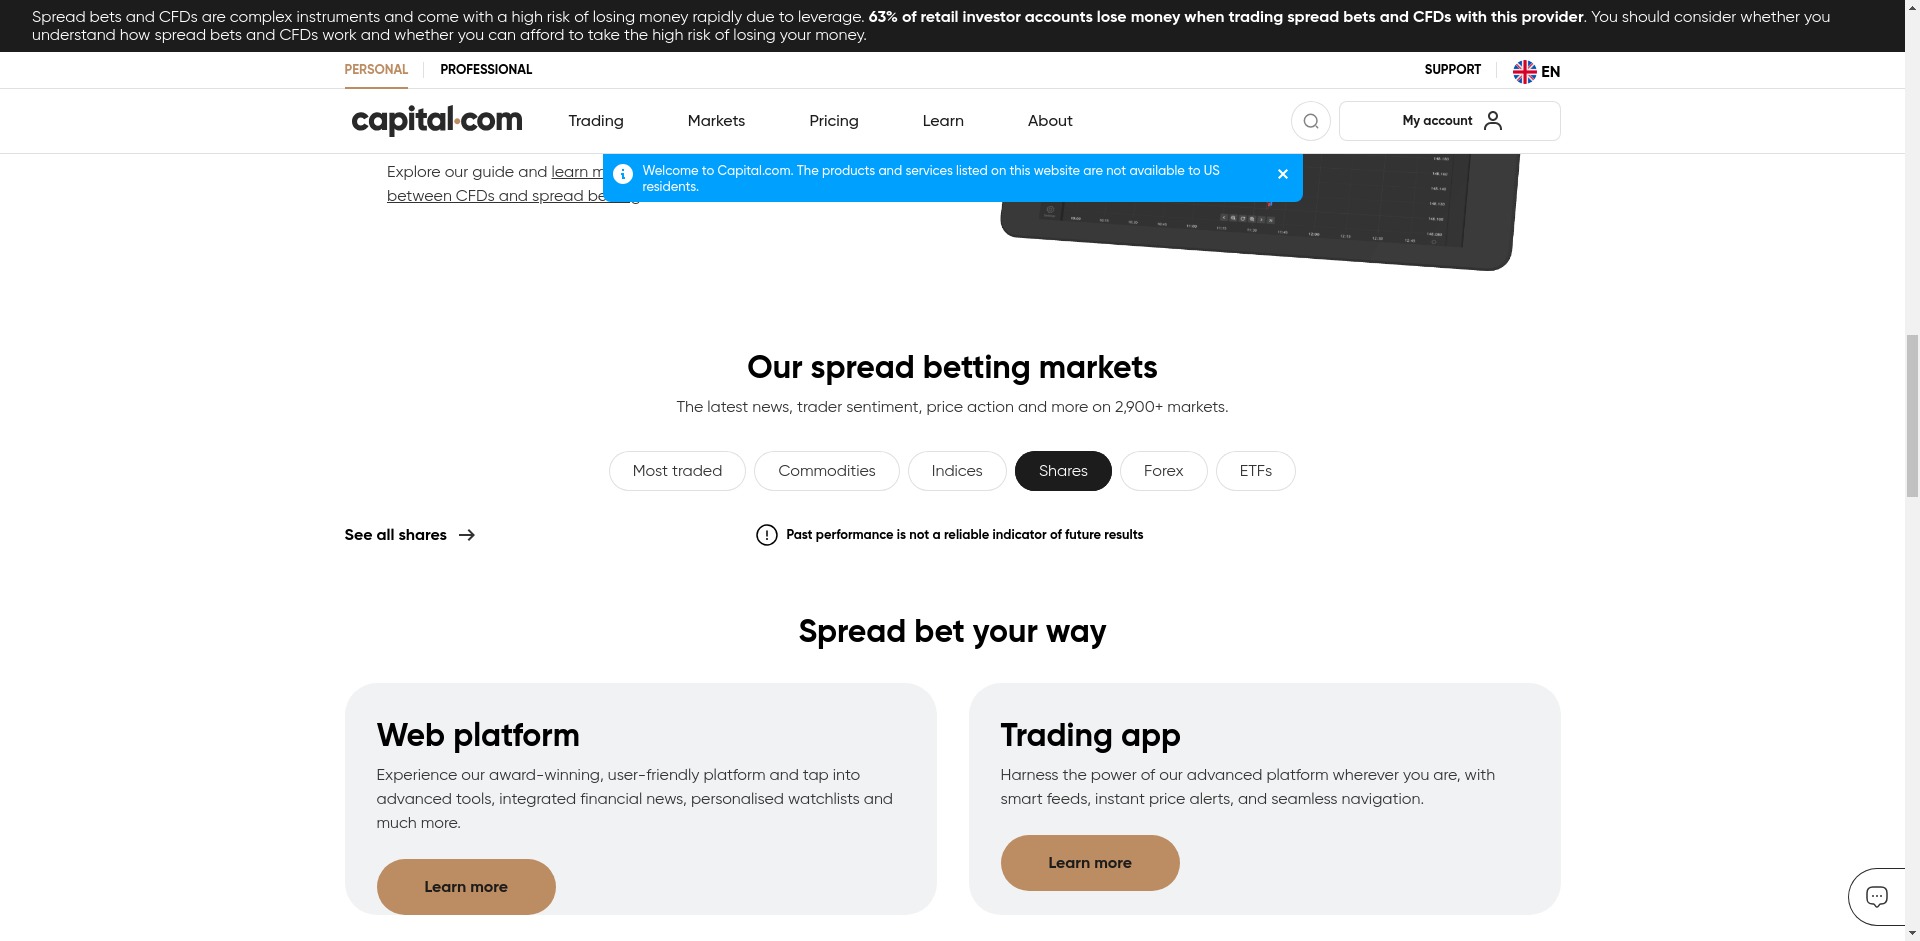 Spread bets and CFDs are complex instruments and come with a high risk of losing money rapidly due to leverage. 63% of retail investor accounts lose money when trading spread bets and CFDs with this provider. You should consider whether you
understand how spread bets and CFDs work and whether you can afford to take the high risk of losing your money.
PERSONAL
PROFESSIONAL
SUPPORT
EN
capital.com
Trading
Markets
Pricing
Learn
About
My account
Explore our guide and learn
between CFDs and spread
Welcome to Capital.com. The products and services listed on this website are not available to US
residents.
Our spread betting markets
The latest news, trader sentiment, price action and more on 2,900+ markets.
Most traded
Commodities
Indices
Shares
Forex
ETFs
See all shares
Past performance is not a reliable indicator of future results
Spread bet your way
Web platform
Experience our award-winning, user-friendly platform and tap into
advanced tools, integrated financial news, personalised watchlists and
much more.
Learn more
Trading app
Harness the power of our advanced platform wherever you are, with
smart feeds, instant price alerts, and seamless navigation.
Learn more